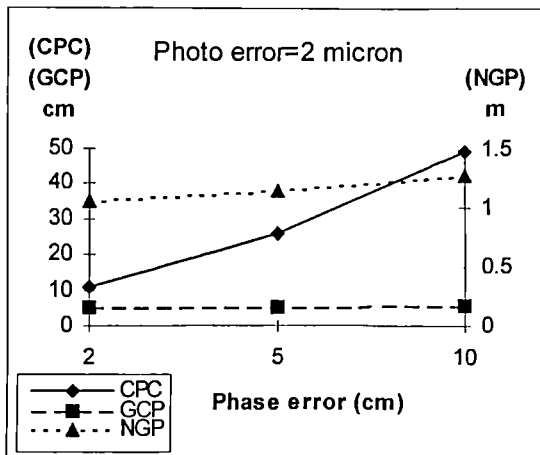 (CPC) Photo error=2 micron
(GCP) (NGP)
cm m
50 1.5
40
30 1
20
10 0.5
0 0
2 5 10
Phase error (cm)
CPC
GCP
NGP